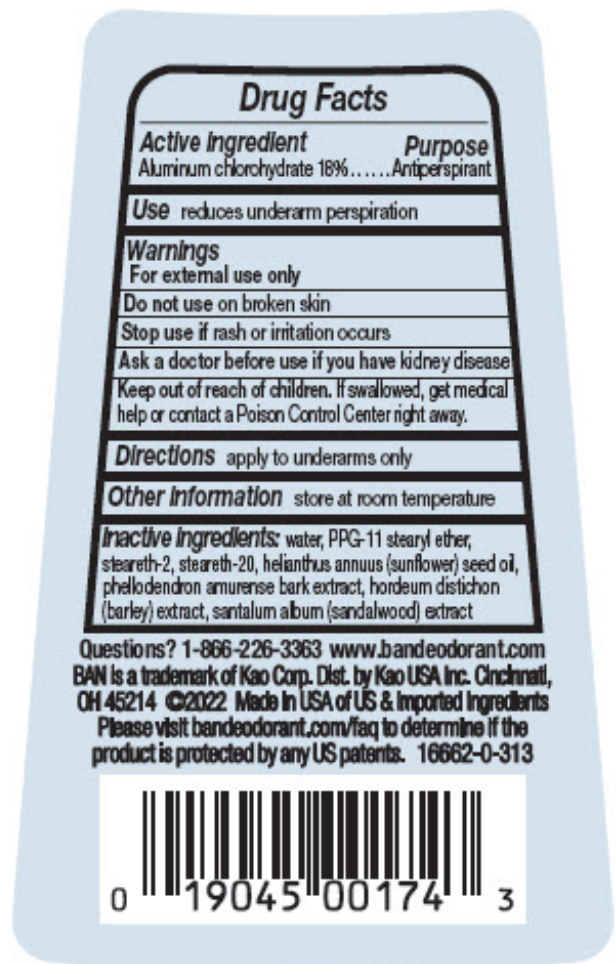 Drug Facts
Active Ingredient Purpose
Aluminum chlorohydrate 18%......Antiperspirant
Use reduces underarm perspiration
Warnings
For external use only
Do not use on broken skin
Stop use if rash or irritation occurs
Ask a doctor before use if you have kidney disease
Keep out of reach of children. If swallowed, get medical
help or contact a Poison Control Center right away.
Directions apply to underarms only
Other Information store at room temperature
Inactive Ingredients: water, PPG-11 stearyl ether,
steareth-2, steareth-20, helianthus annuus (sunflower) seed oil,
phellodendron amurense bark extract, hordeum distichon
(barley) extract, santalum album (sandalwood) extract
Questions? 1-866-226-3363 www.bandeodorant.com
BAN is a trademark of Kao Corp. Dist. by Kao USA Inc. Cincinnati,
OH 45214 ©2022 Made in USA of US & Imported Ingredients
Please visit bandeodorant.com/faq to determine if the
product is protected by any US patents. 16662-0-313
0 19045 00174 3